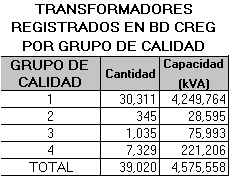 TRANSFORMADORES
REGISTRADOS EN BD CREG
POR GRUPO DE CALIDAD
GRUPO DE CALIDAD Cantidad Capacidad (kVA)
1 30,311 4,249,764
2 345 28,595
3 1,035 75,993
4 7,329 221,206
TOTAL 39,020 4,575,558